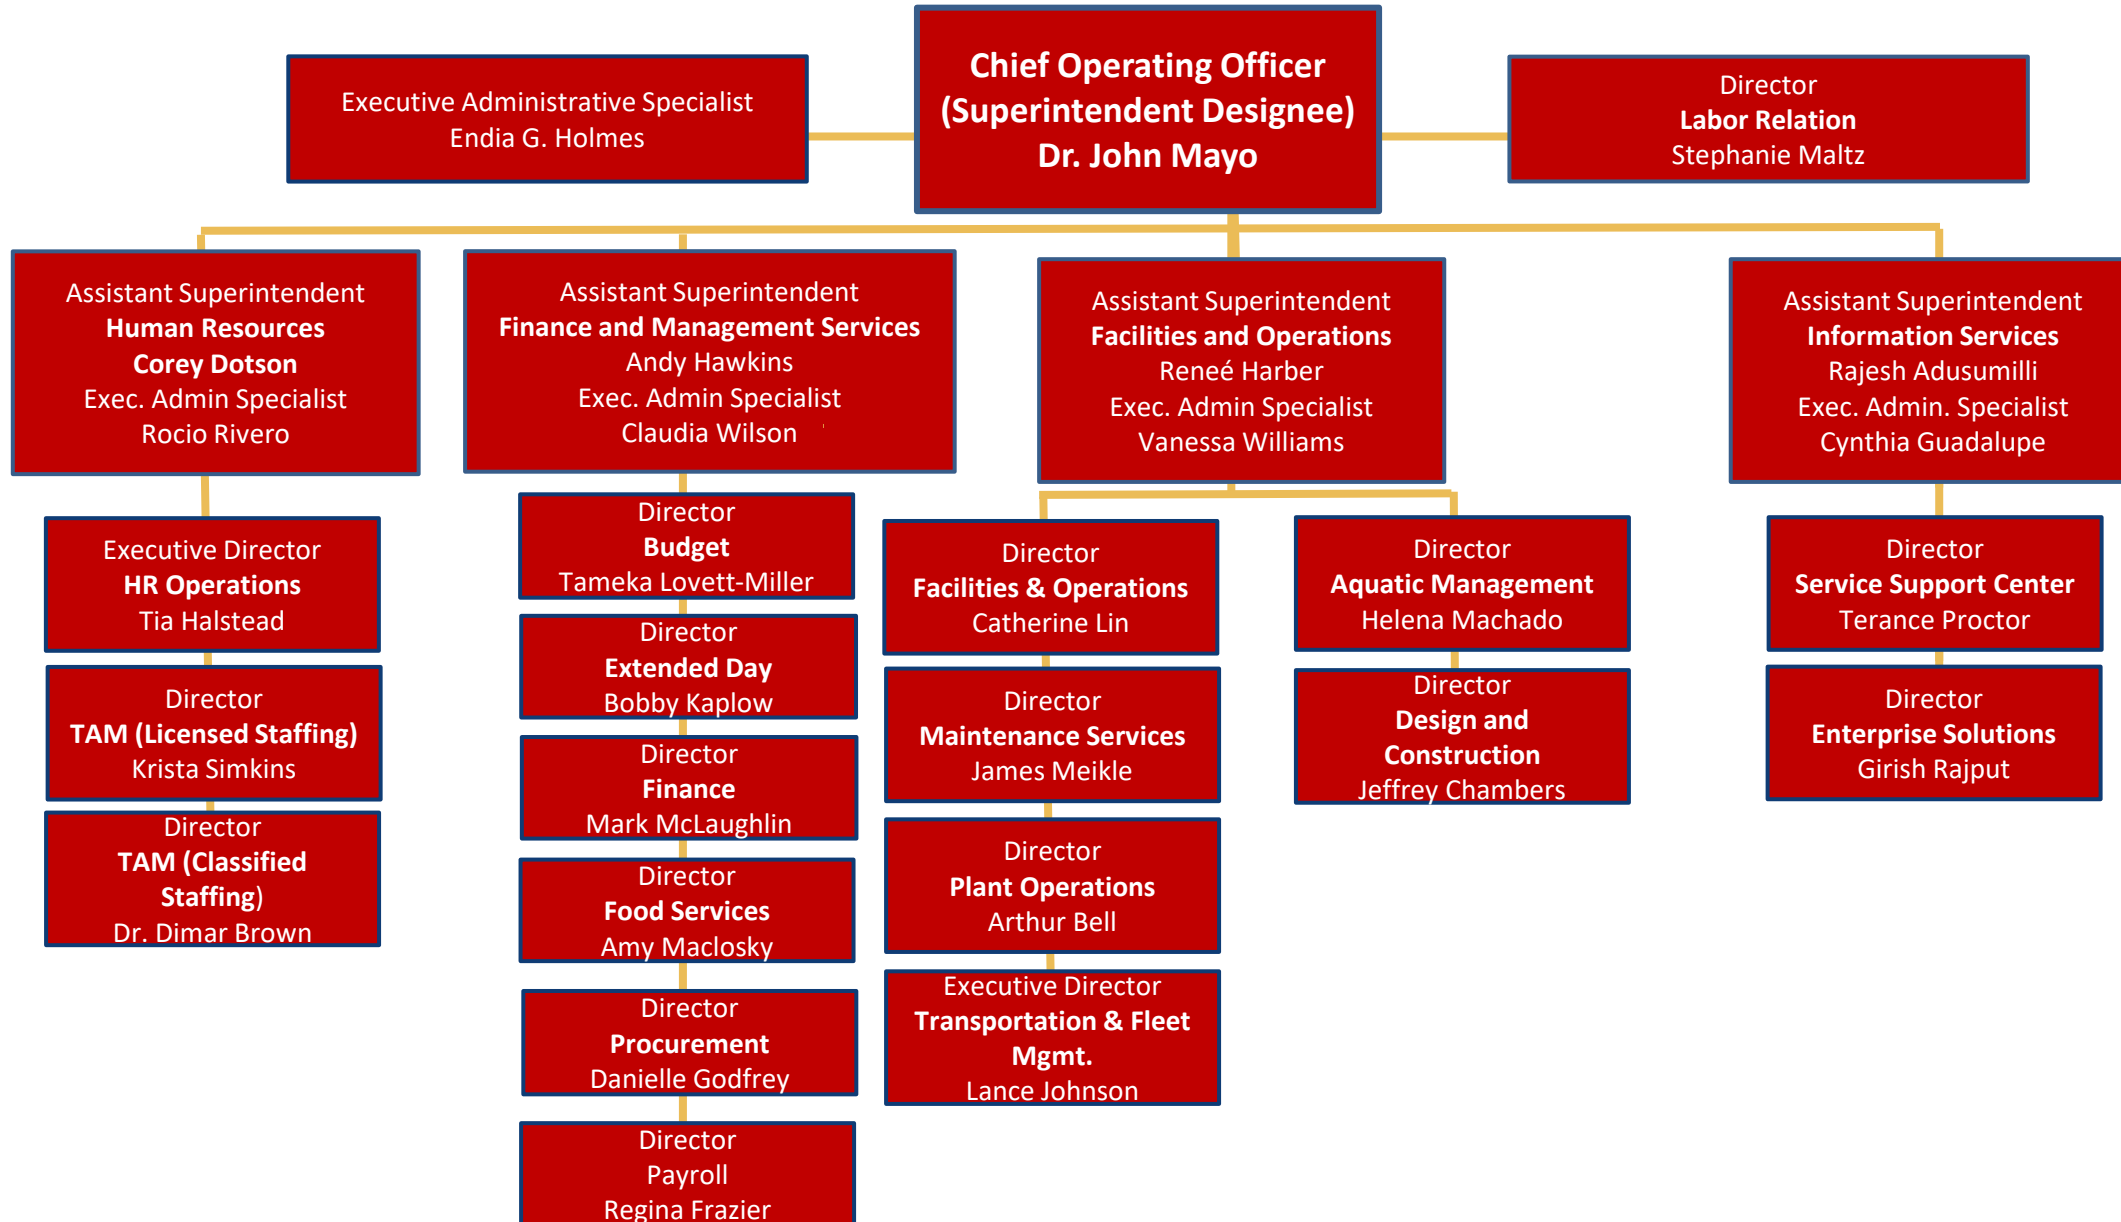 Chief Operating Officer
(Superintendent Designee)
Dr. John Mayo
Executive Administrative Specialist
Endia G. Holmes
Director
Labor Relation
Stephanie Maltz
Assistant Superintendent
Human Resources
Corey Dotson
Exec. Admin Specialist
Rocio Rivero
Assistant Superintendent
Finance and Management Services
Andy Hawkins
Exec. Admin Specialist
Claudia Wilson
Assistant Superintendent
Facilities and Operations
Reneé Harber
Exec. Admin Specialist
Vanessa Williams
Assistant Superintendent
Information Services
Rajesh Adusumilli
Exec. Admin. Specialist
Cynthia Guadalupe
Executive Director
HR Operations
Tia Halstead
Director
TAM (Licensed Staffing)
Krista Simkins
Director
TAM (Classified
Staffing)
Dr. Dimar Brown
Director
Budget
Tameka Lovett-Miller
Director
Extended Day
Bobby Kaplow
Director
Finance
Mark McLaughlin
Director
Food Services
Amy Maclosky
Director
Procurement
Danielle Godfrey
Director
Payroll
Regina Frazier
Director
Facilities & Operations
Catherine Lin
Director
Maintenance Services
James Meikle
Director
Plant Operations
Arthur Bell
Executive Director
Transportation & Fleet
Mgmt.
Lance Johnson
Director
Aquatic Management
Helena Machado
Director
Design and
Construction
Jeffrey Chambers
Director
Service Support Center
Terance Proctor
Director
Enterprise Solutions
Girish Rajput